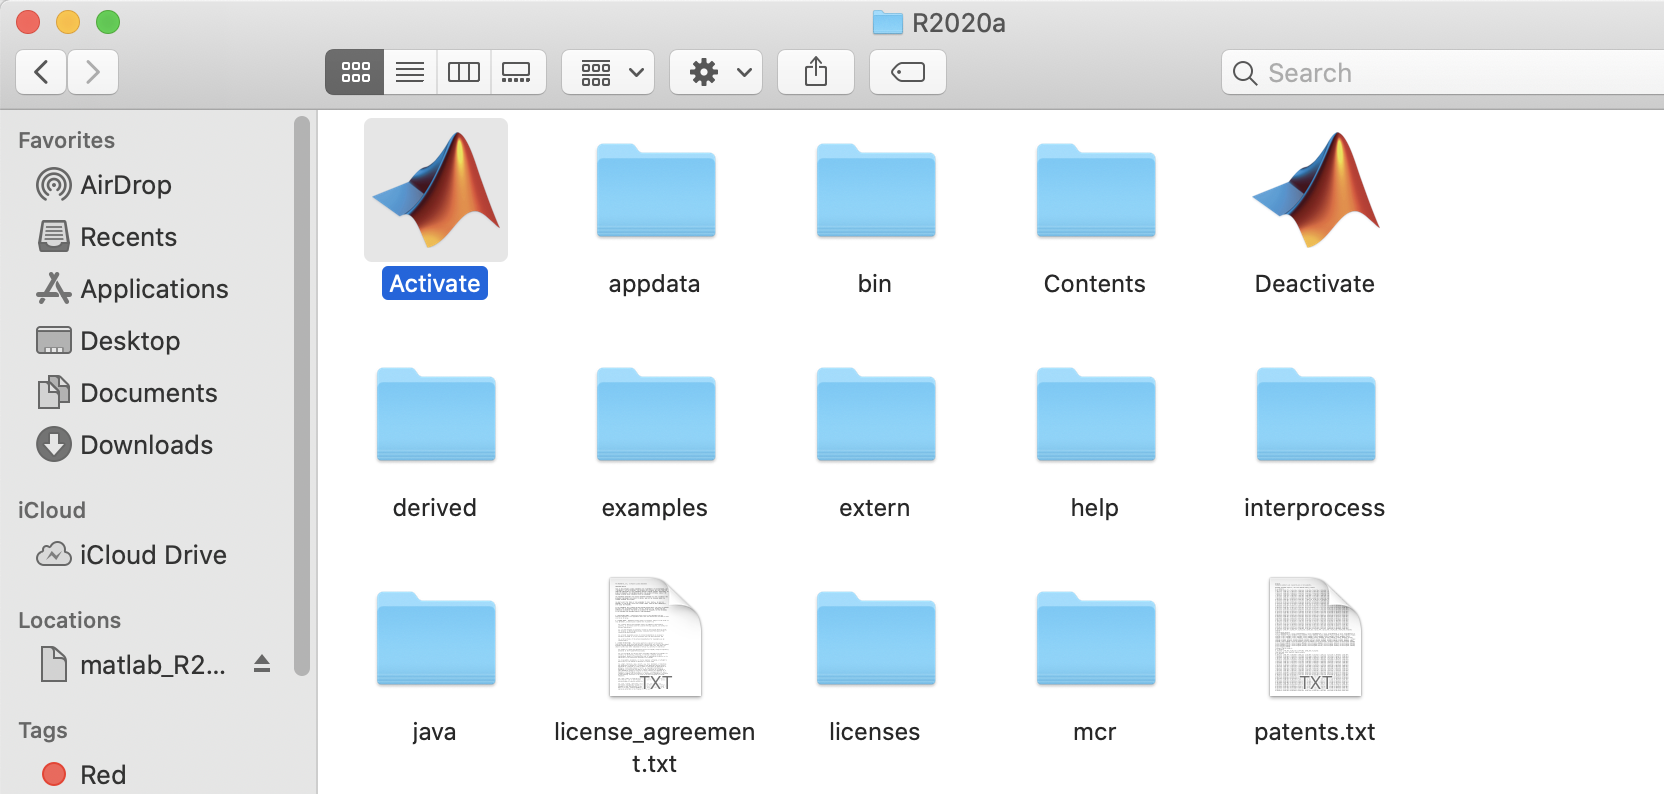 R2020a
Search
Favorites
AirDrop
Recents
Applications
Desktop
Documents
Downloads
iCloud
iCloud Drive
Locations
matlab_R2...
Tags
Red
Activate
appdata
bin
Contents
Deactivate
derived
examples
extern
help
interprocess
java
TXT
license_agreemen
t.txt
licenses
mcr
TXT
patents.txt